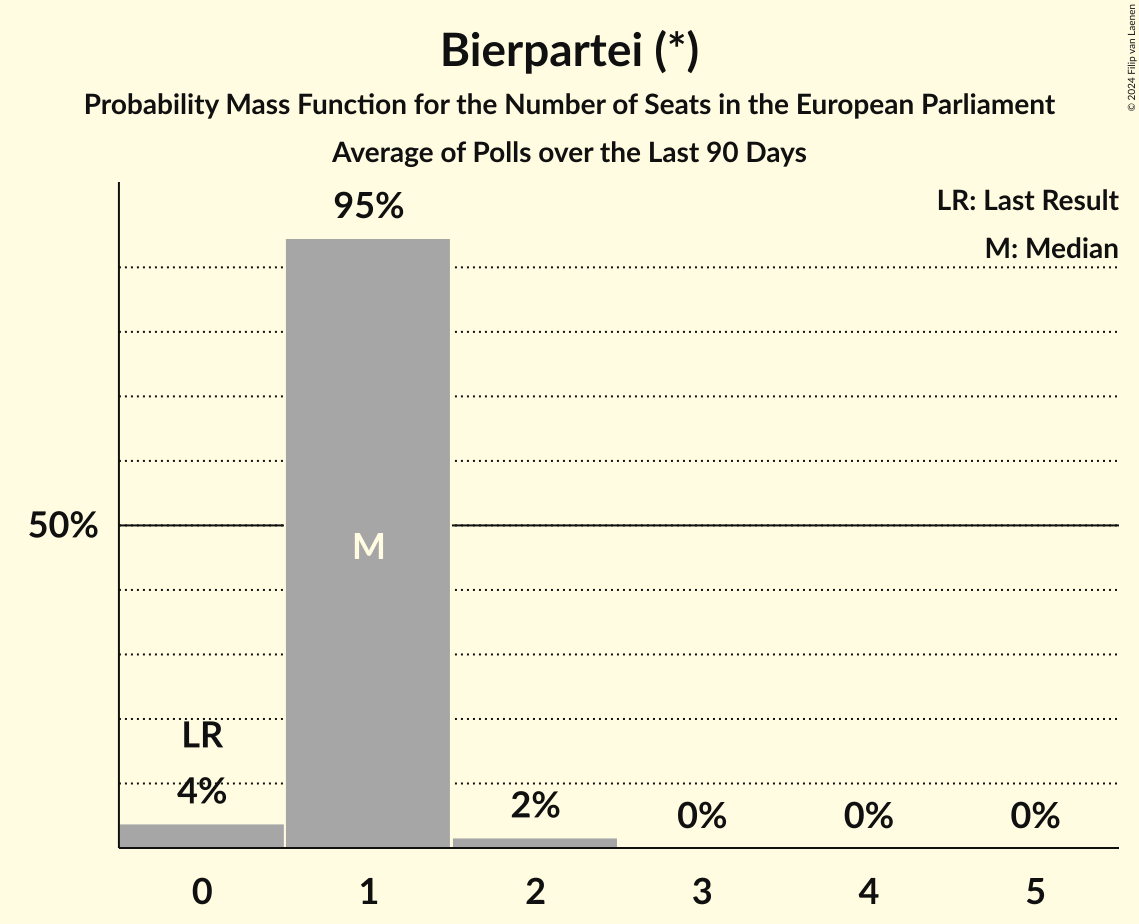 Bierpartei (*)
Probability Mass Function for the Number of Seats in the European Parliament
Average of Polls over the Last 90 Days
© 2024 Filip van Laenen
LR: Last Result
M: Median
95%
50%
M
LR
4%
2%
0%
0%
0%
0
1
2
3
4
5